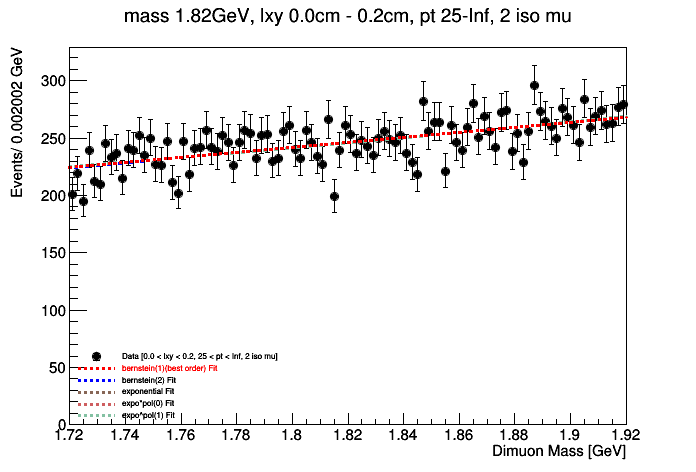 mass 1.82GeV, lxy 0.0cm - 0.2cm, pt 25-Inf, 2 iso mu
Events/ 0.002002 GeV
300
250
200
150
100
50
0
Data [0.0 < lxy < 0.2, 25 < pt < Inf, 2 iso mu]
bernstein(1)(best order) Fit
bernstein(2) Fit
exponential Fit
expo*pol(0) Fit
expo*pol(1) Fit
1.72 1.74 1.76 1.78 1.8 1.82 1.84 1.86 1.88 1.9 1.92
Dimuon Mass [GeV]